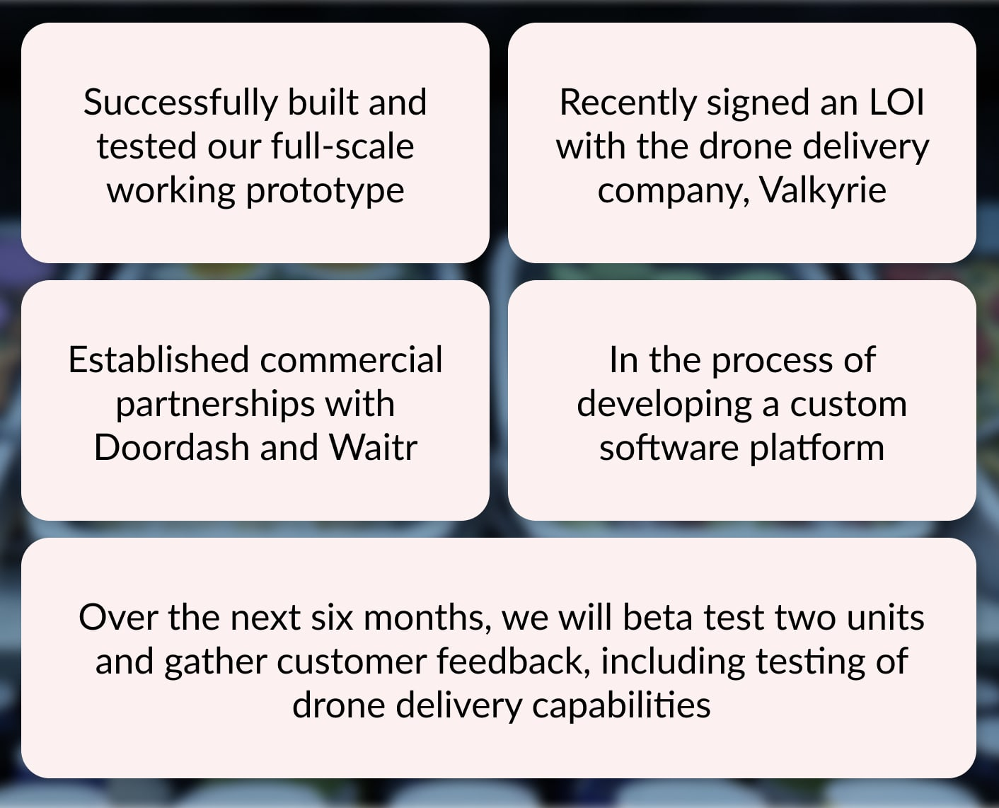 Successfully built and
tested our full-scale
working prototype
Recently signed an LOI
with the drone delivery
company, Valkyrie
Established commercial
partnerships with
Doordash and Waitr
In the process of
developing a custom
software platform
Over the next six months, we will beta test two units
and gather customer feedback, including testing of
drone delivery capabilities